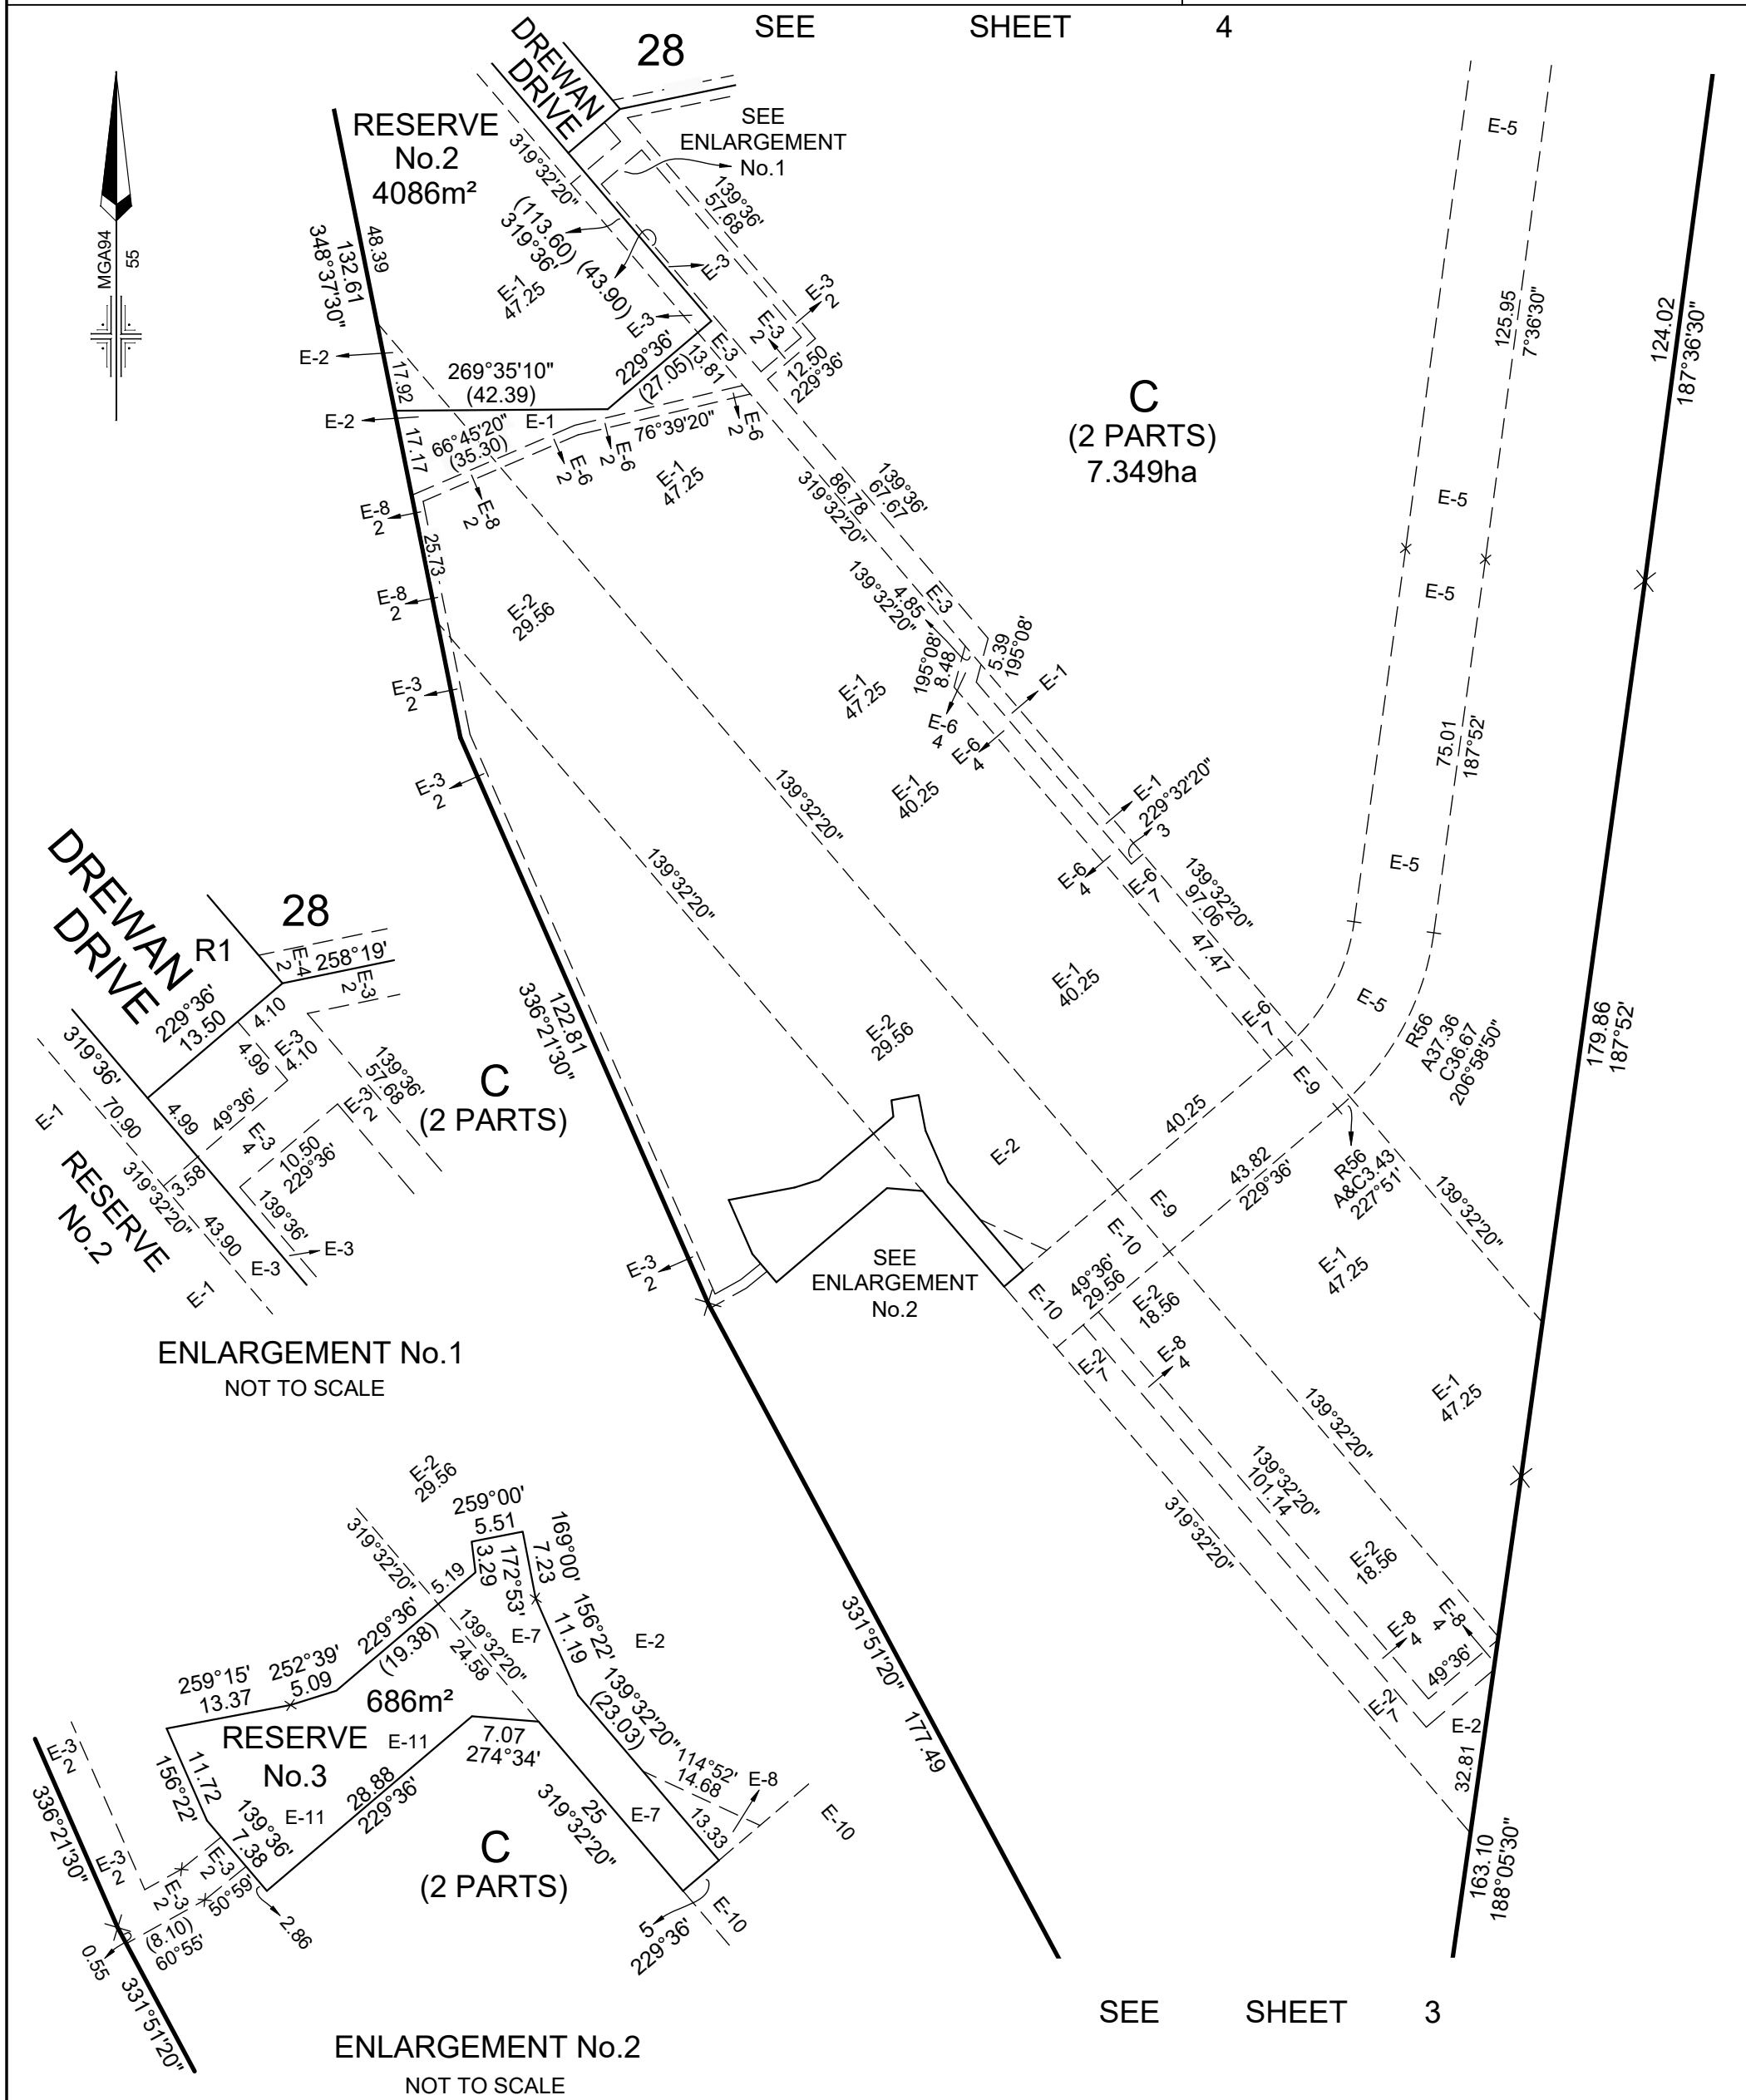 SEE SHEET 4
28
DREWAN
DRIVE
SEE
ENLARGEMENT
No.1
RESERVE
No.2
4086m²
MGA94
55
319°32'20"
139°36'
57.68
(113.60)
319°36'
(43.90)
E-3
E-3
2
E-3
2
E-3
E-3
12.50
229°36'
13.81
229°36'
(27.05)
48.39
132.61
348°37'30"
E-1
47.25
E-2
17.92
269°35'10"
(42.39)
E-2
17.17
66°45'20"
(35.30)
E-1
76°39'20"
E-6
2
E-6
2
E-6
2
E-8
2
E-8
2
25.73
E-8
2
E-3
2
E-3
2
E-1
47.25
C
(2 PARTS)
7.349ha
E-5
125.95
7°36'30"
124.02
187°36'30"
E-5
E-5
75.01
187°52'
E-5
E-5
139°36'
67.67
86.78
319°32'20"
E-3
4.85
139°32'20"
195°08'
8.48
5.39
195°08'
E-1
E-6
4
E-6
4
E-2
29.56
E-1
47.25
E-1
40.25
E-1
229°32'20"
3
E-6
4
E-6
7
139°32'20"
97.06
47.47
139°32'20"
139°32'20"
E-1
40.25
E-6
7
E-9
R56
A37.36
C36.67
206°58'50"
179.86
187°52'
122.81
336°21'30"
E-2
29.56
40.25
E-2
43.82
229°36'
R56
A&C3.43
227°51'
E-9
E-10
139°32'20"
E-3
2
SEE
ENLARGEMENT
No.2
E-10
49°36'
29.56
E-2
18.56
E-1
47.25
E-2
7
E-8
4
E-1
47.25
139°32'20"
139°32'20"
101.14
319°32'20"
E-2
18.56
E-8
4
E-8
4
49°36'
E-2
7
E-2
32.81
163.10
188°05'30"
331°51'20"
177.49
DREWAN
DRIVE
28
R1
E-4
2
258°19'
E-3
2
229°36'
13.50
4.10
4.99
E-3
4.10
139°36'
57.68
E-3
2
319°36'
70.90
4.99
49°36'
E-3
4
10.50
229°36'
C
(2 PARTS)
E-1
3.58
319°32'20"
139°36'
RESERVE
No.2
43.90
E-3
E-3
E-1
ENLARGEMENT No.1
NOT TO SCALE
E-2
29.56
259°00'
5.51
319°32'20"
5.19
3.29
172°53'
7.23
169°00'
229°36'
(19.38)
139°32'20"
24.58
E-7
11.19
156°22'
E-2
259°15'
13.37
252°39'
5.09
686m²
RESERVE
No.3
E-11
7.07
274°34'
139°32'20"
(23.03)
114°52'
14.68
E-8
E-3
2
11.72
156°22'
E-11
28.88
229°36'
25
319°32'20"
E-7
13.33
E-10
336°21'30"
139°36'
7.38
E-3
2
E-3
2
E-3
2
50°59'
C
(2 PARTS)
2.86
(8.10)
60°55'
0.55
331°51'20"
5
229°36'
E-10
ENLARGEMENT No.2
NOT TO SCALE
SEE SHEET 3